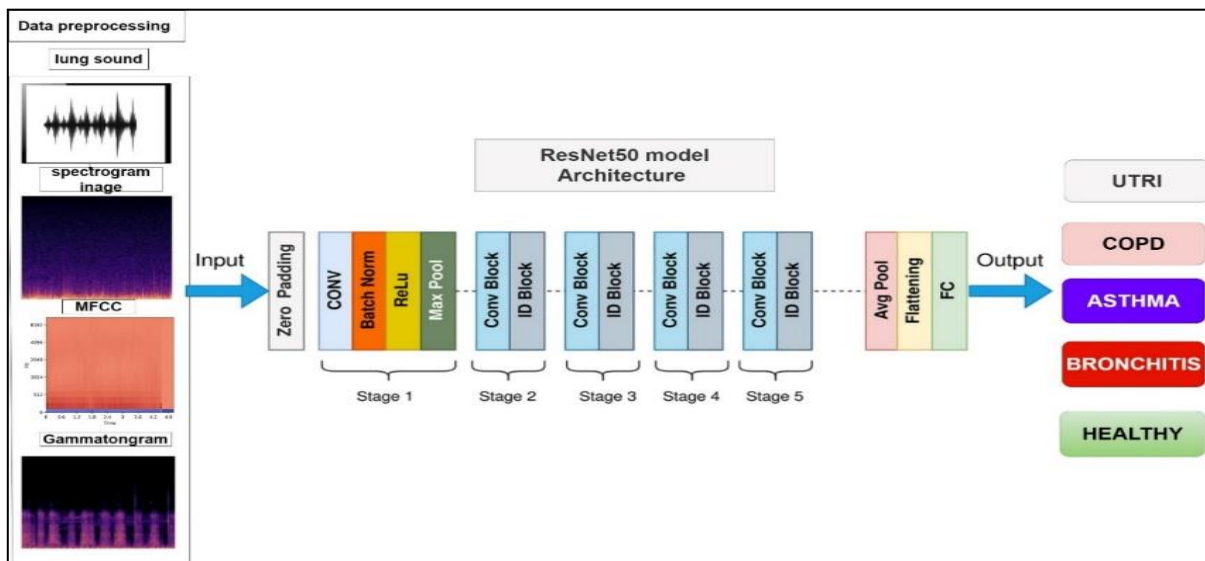 Data preprocessing
lung sound
spectrogram
image
MFCC
Time
Gammatongram
Input
ResNet50 model
Architecture
Zero Padding
CONV
Batch Norm
ReLu
Max Pool
Stage 1
Conv Block
ID Block
Stage 2
Conv Block
ID Block
Stage 3
Conv Block
ID Block
Stage 4
Conv Block
ID Block
Stage 5
Avg Pool
Flattening
FC
Output
UTRI
COPD
ASTHMA
BRONCHITIS
HEALTHY